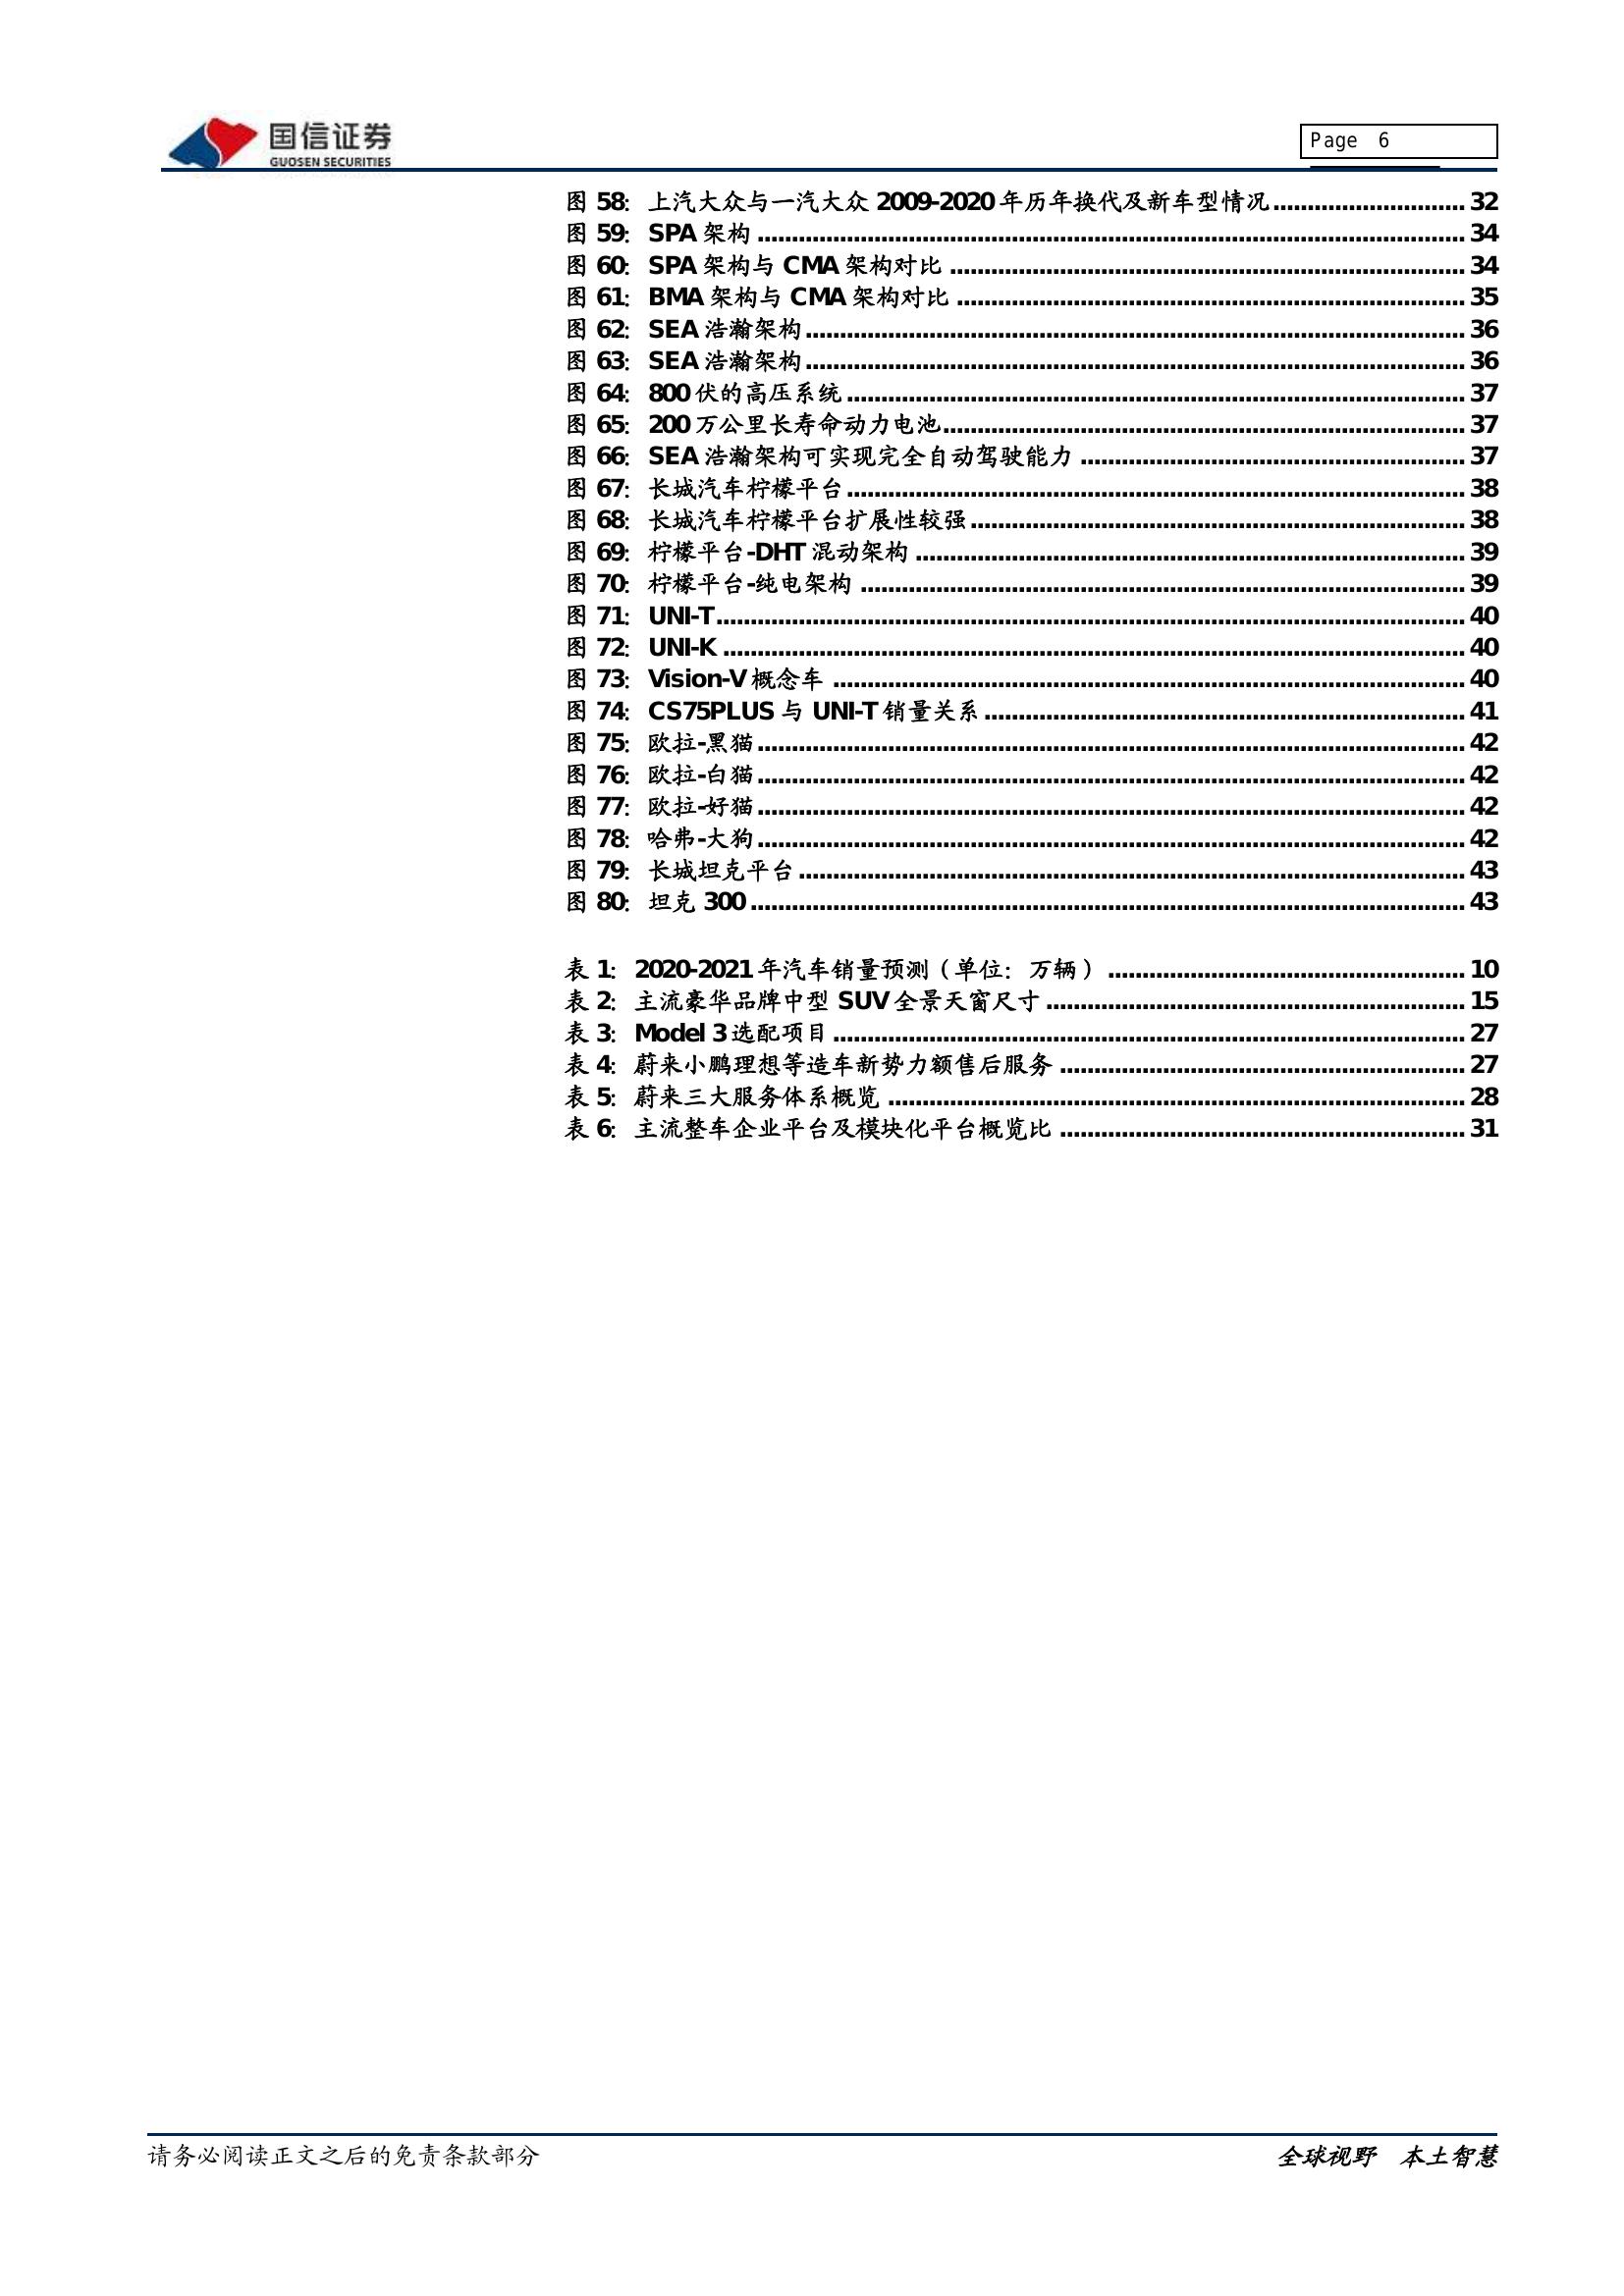 国信证券
GUOSEN SECURITIES
Page 6
图 58: 上汽大众与一汽大众 2009-2020 年历年换代及新车型情况............................ 32
图 59: SPA 架构 ........................................................................................................ 34
图 60: SPA 架构与 CMA 架构对比 ............................................................................ 34
图 61: BMA 架构与 CMA 架构对比 ........................................................................... 35
图 62: SEA 浩瀚架构................................................................................................. 36
图 63: SEA 浩瀚架构................................................................................................. 36
图 64: 800 伏的高压系统........................................................................................... 37
图 65: 200 万公里长寿命动力电池............................................................................. 37
图 66: SEA 浩瀚架构可实现完全自动驾驶能力 ......................................................... 37
图 67: 长城汽车柠檬平台........................................................................................... 38
图 68: 长城汽车柠檬平台扩展性较强......................................................................... 38
图 69: 柠檬平台-DHT 混动架构 ................................................................................ 39
图 70: 柠檬平台-纯电架构 ......................................................................................... 39
图 71: UNI-T.............................................................................................................. 40
图 72: UNI-K ............................................................................................................. 40
图 73: Vision-V 概念车 ............................................................................................. 40
图 74: CS75PLUS 与 UNI-T 销量关系....................................................................... 41
图 75: 欧拉-黑猫........................................................................................................ 42
图 76: 欧拉-白猫........................................................................................................ 42
图 77: 欧拉-好猫........................................................................................................ 42
图 78: 哈弗-大狗........................................................................................................ 42
图 79: 长城坦克平台.................................................................................................. 43
图 80: 坦克 300......................................................................................................... 43
表 1: 2020-2021 年汽车销量预测（单位：万辆） .................................................... 10
表 2: 主流豪华品牌中型 SUV 全景天窗尺寸 ............................................................. 15
表 3: Model 3 选配项目 ............................................................................................ 27
表 4: 蔚来小鹏理想等造车新势力额售后服务 ........................................................... 27
表 5: 蔚来三大服务体系概览 .................................................................................... 28
表 6: 主流整车企业平台及模块化平台概览比 ........................................................... 31
请务必阅读正文之后的免责条款部分
全球视野 本土智慧